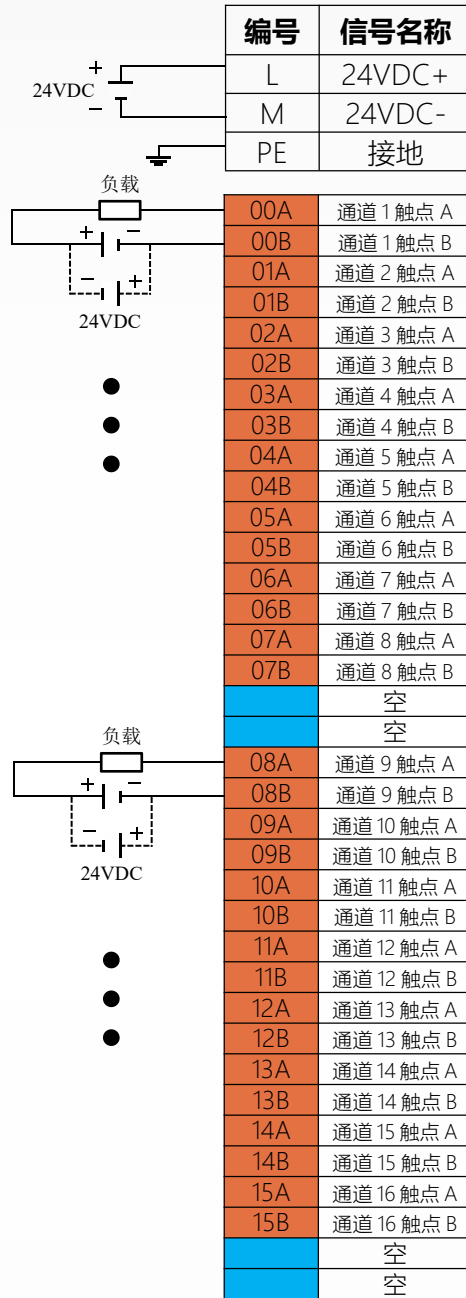 编号 信号名称
+
24VDC
−
L 24VDC+
M 24VDC-
PE 接地
负载
+ −
− +
24VDC
00A 通道 1 触点 A
00B 通道 1 触点 B
01A 通道 2 触点 A
01B 通道 2 触点 B
02A 通道 3 触点 A
02B 通道 3 触点 B
03A 通道 4 触点 A
03B 通道 4 触点 B
04A 通道 5 触点 A
04B 通道 5 触点 B
05A 通道 6 触点 A
05B 通道 6 触点 B
06A 通道 7 触点 A
06B 通道 7 触点 B
07A 通道 8 触点 A
07B 通道 8 触点 B
空
空
负载
+ −
− +
24VDC
08A 通道 9 触点 A
08B 通道 9 触点 B
09A 通道 10 触点 A
09B 通道 10 触点 B
10A 通道 11 触点 A
10B 通道 11 触点 B
11A 通道 12 触点 A
11B 通道 12 触点 B
12A 通道 13 触点 A
12B 通道 13 触点 B
13A 通道 14 触点 A
13B 通道 14 触点 B
14A 通道 15 触点 A
14B 通道 15 触点 B
15A 通道 16 触点 A
15B 通道 16 触点 B
空
空